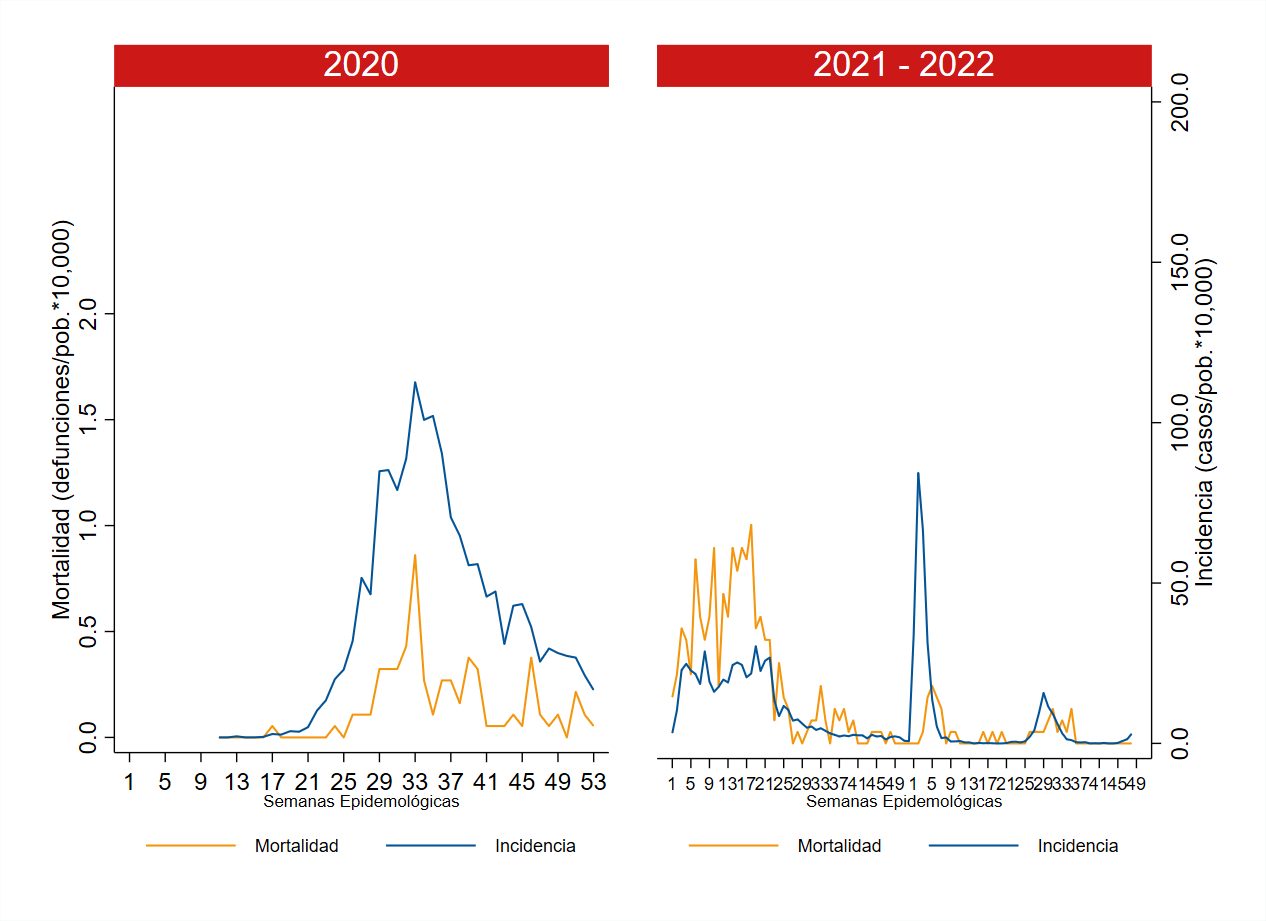 2020
2021 - 2022
Mortalidad (defunciones/pob.*10,000)
2.0
1.5
1.0
0.5
0.0
1 5 9 13 17 21 25 29 33 37 41 45 49 53
Semanas Epidemológicas
Mortalidad Incidencia
200.0
150.0
100.0
50.0
0.0
Incidencia (casos/pob.*10,000)
1 5 9 13 17 21 25 29 33 37 41 45 49 1 5 9 13 17 21 25 29 33 37 41 45 49
Semanas Epidemológicas
Mortalidad Incidencia